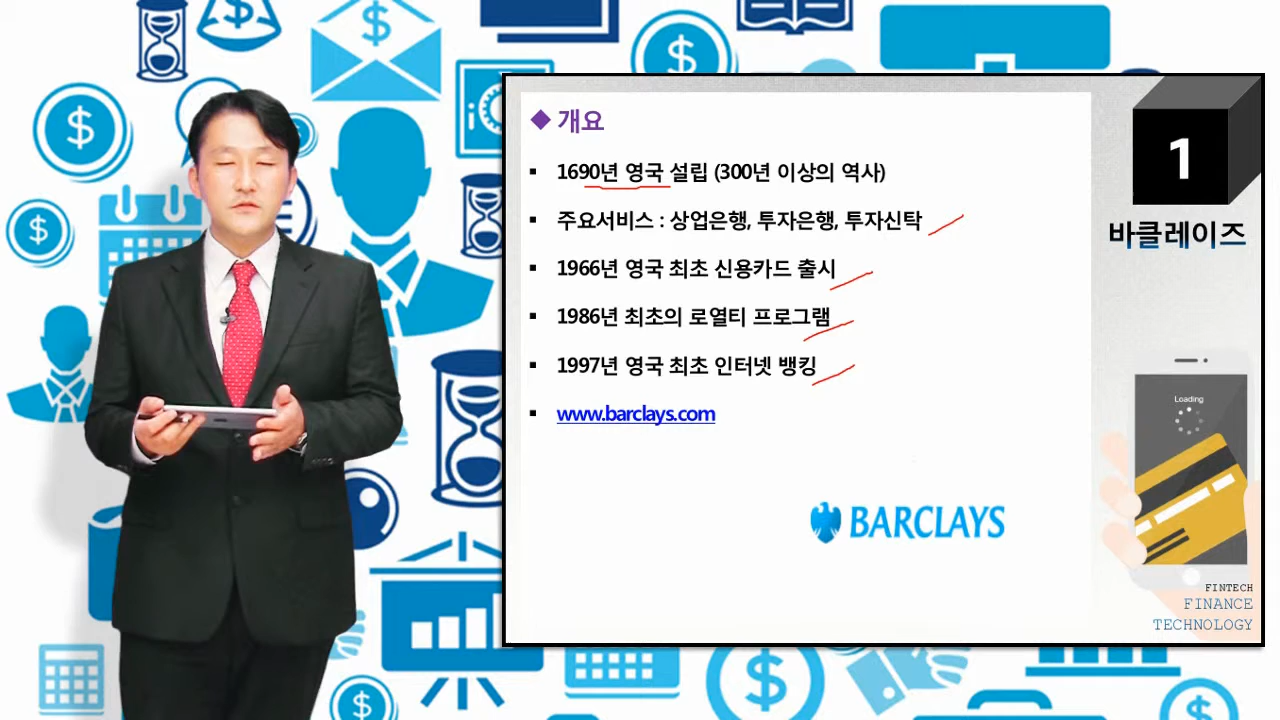 ◆ 개요
▪ 1690년 영국 설립 (300년 이상의 역사)
▪ 주요서비스 : 상업은행, 투자은행, 투자신탁
▪ 1966년 영국 최초 신용카드 출시
▪ 1986년 최초의 로열티 프로그램
▪ 1997년 영국 최초 인터넷 뱅킹
▪ www.barclays.com
BARCLAYS
1
바클레이즈
Loading
FINTECH
FINANCE
TECHNOLOGY